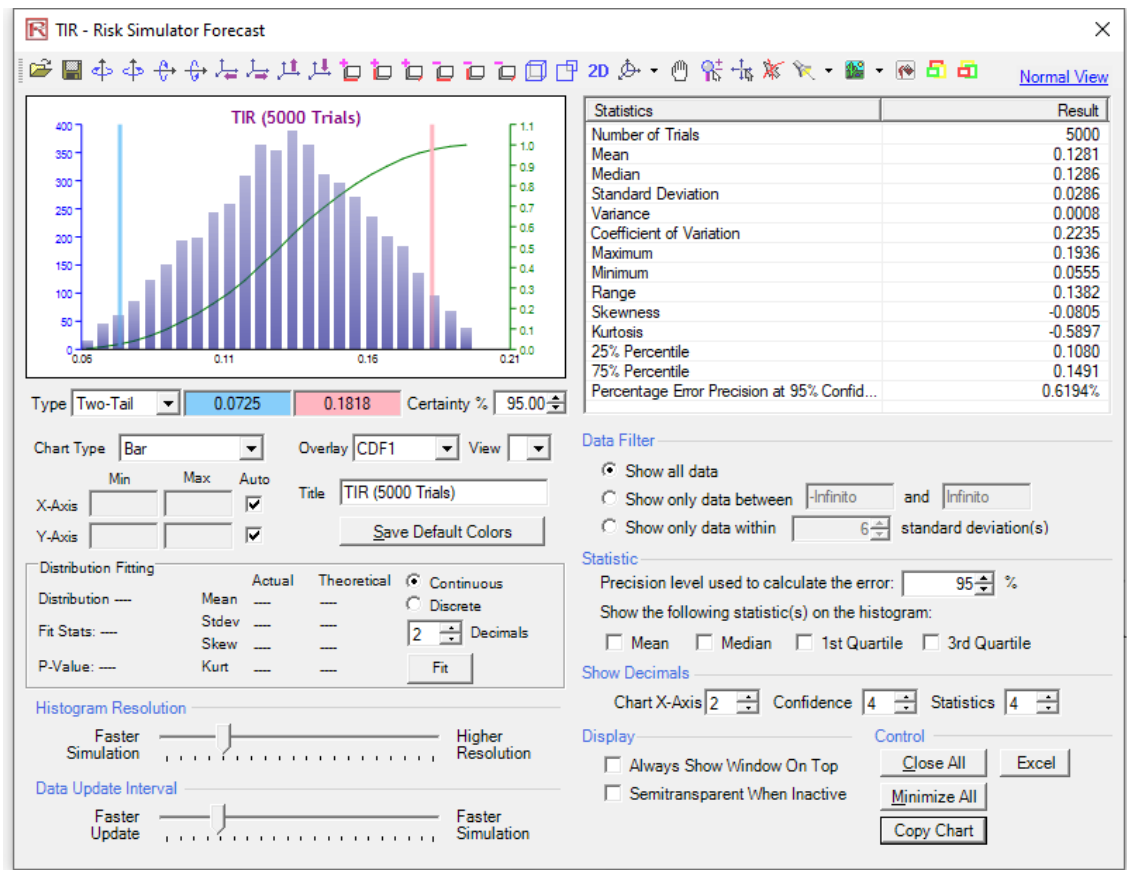 TIR - Risk Simulator Forecast
2D
Normal View
TIR (5000 Trials)
400
350
300
250
200
150
100
50
0
1.1
1.0
0.9
0.8
0.7
0.6
0.5
0.4
0.3
0.2
0.1
0.0
0.06 0.11 0.16 0.21
Type Two-Tail 0.0725 0.1818 Certainty % 95.00
Statistics Result
Number of Trials 5000
Mean 0.1281
Median 0.1286
Standard Deviation 0.0286
Variance 0.0008
Coefficient of Variation 0.2235
Maximum 0.1936
Minimum 0.0555
Range 0.1382
Skewness -0.0805
Kurtosis -0.5897
25% Percentile 0.1080
75% Percentile 0.1491
Percentage Error Precision at 95% Confid... 0.6194%
Chart Type Bar Overlay CDF1 View
Min Max Auto
X-Axis
Y-Axis
Title TIR (5000 Trials)
Save Default Colors
Distribution Fitting
Actual Theoretical
Distribution ----
Fit Stats: ----
P-Value: ----
Mean ---- ----
Stdev ---- ----
Skew ---- ----
Kurt ---- ----
Continuous
Discrete
2 Decimals
Fit
Histogram Resolution
Faster Simulation
Higher Resolution
Data Update Interval
Faster Update
Faster Simulation
Data Filter
Show all data
Show only data between -Infinito and Infinito
Show only data within 6 standard deviation(s)
Statistic
Precision level used to calculate the error: 95 %
Show the following statistic(s) on the histogram:
Mean Median 1st Quartile 3rd Quartile
Show Decimals
Chart X-Axis 2 Confidence 4 Statistics 4
Display
Always Show Window On Top
Semitransparent When Inactive
Control
Close All Excel
Minimize All
Copy Chart